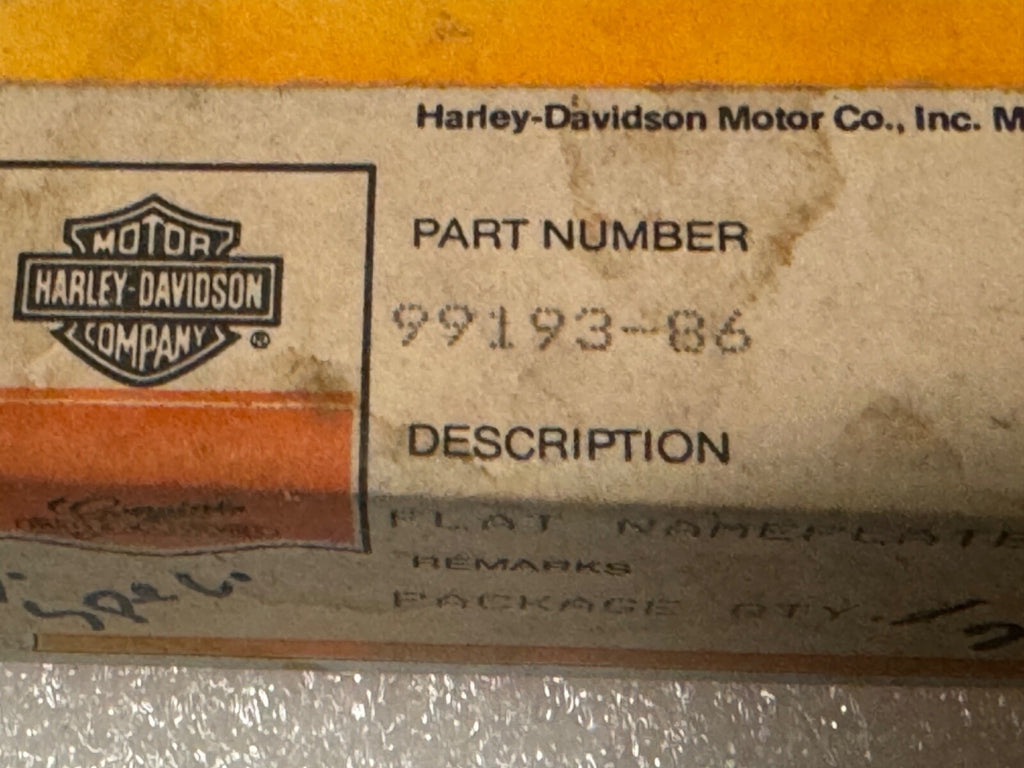 Harley-Davidson Motor Co., Inc. M
MOTOR
HARLEY-DAVIDSON
COMPANY
®
PART NUMBER
99193-86
DESCRIPTION
FLAT NAMEPLATE
REMARKS
PACKAGE QTY.